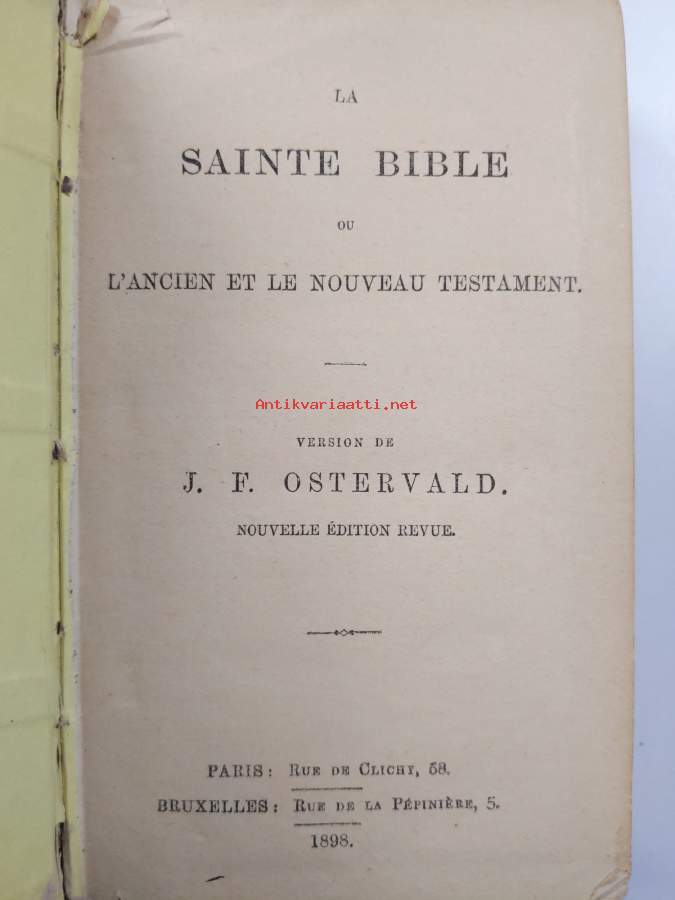 LA
SAINTE BIBLE
OU
L'ANCIEN ET LE NOUVEAU TESTAMENT.
Antikvariaatti.net
VERSION DE
J. F. OSTERVALD.
NOUVELLE ÉDITION REVUE.
PARIS: RUE DE CLICHY, 58.
BRUXELLES: RUE DE LA PÉPINIÈRE, 5.
1898.